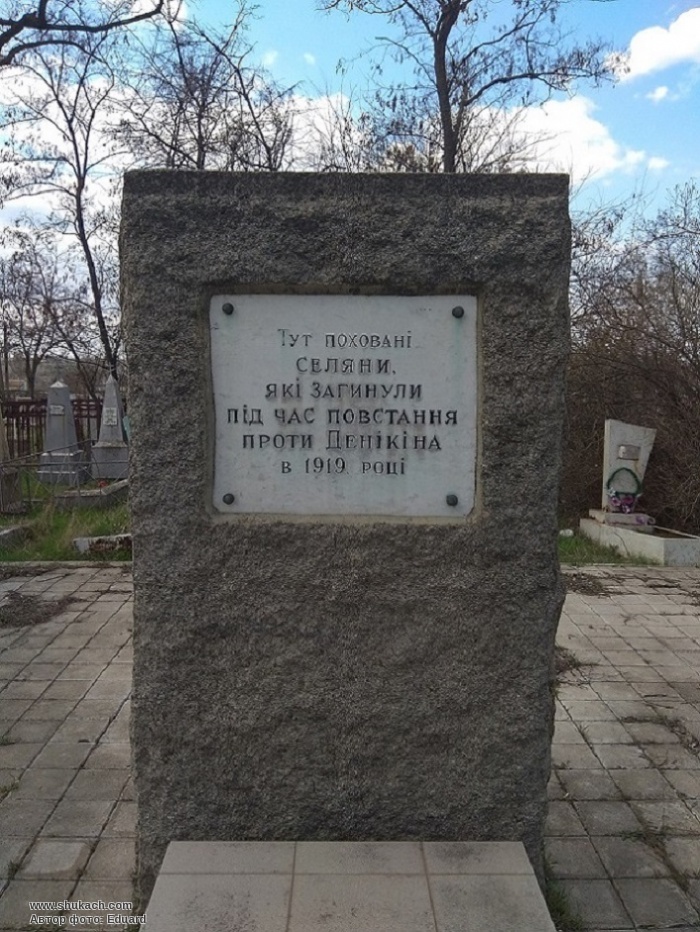 Тут поховані
селяни,
які загинули
під час повстання
проти Денікіна
в 1919 році
www.shukach.com
Автор фото: Eduard